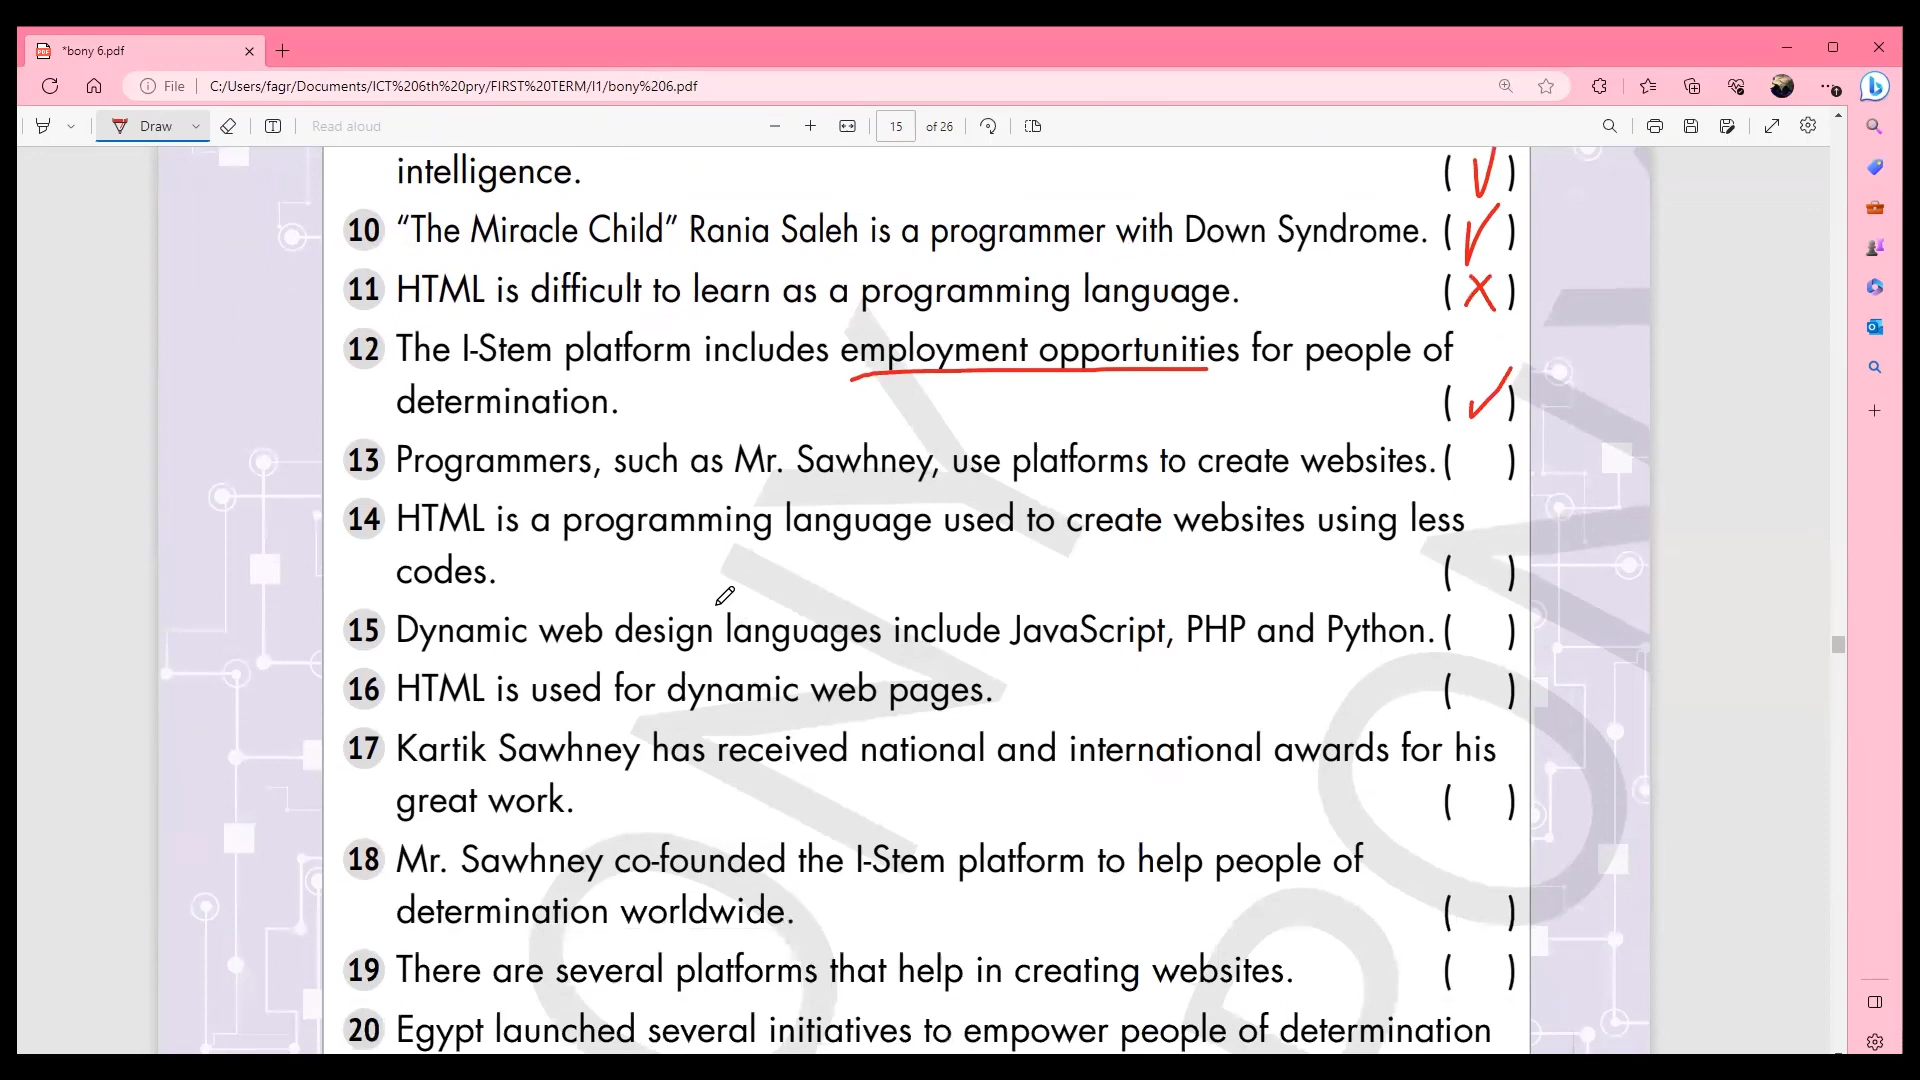 *bony 6.pdf
File C:/Users/fagr/Documents/ICT%206th%20pry/FIRST%20TERM/l1/bony%206.pdf
Draw Read aloud 15 of 26
intelligence. ( ✓ )
10 “The Miracle Child” Rania Saleh is a programmer with Down Syndrome. ( ✓ )
11 HTML is difficult to learn as a programming language. ( X )
12 The I-Stem platform includes employment opportunities for people of
determination. ( ✓ )
13 Programmers, such as Mr. Sawhney, use platforms to create websites. ( )
14 HTML is a programming language used to create websites using less
codes. ( )
15 Dynamic web design languages include JavaScript, PHP and Python. ( )
16 HTML is used for dynamic web pages. ( )
17 Kartik Sawhney has received national and international awards for his
great work. ( )
18 Mr. Sawhney co-founded the I-Stem platform to help people of
determination worldwide. ( )
19 There are several platforms that help in creating websites. ( )
20 Egypt launched several initiatives to empower people of determination